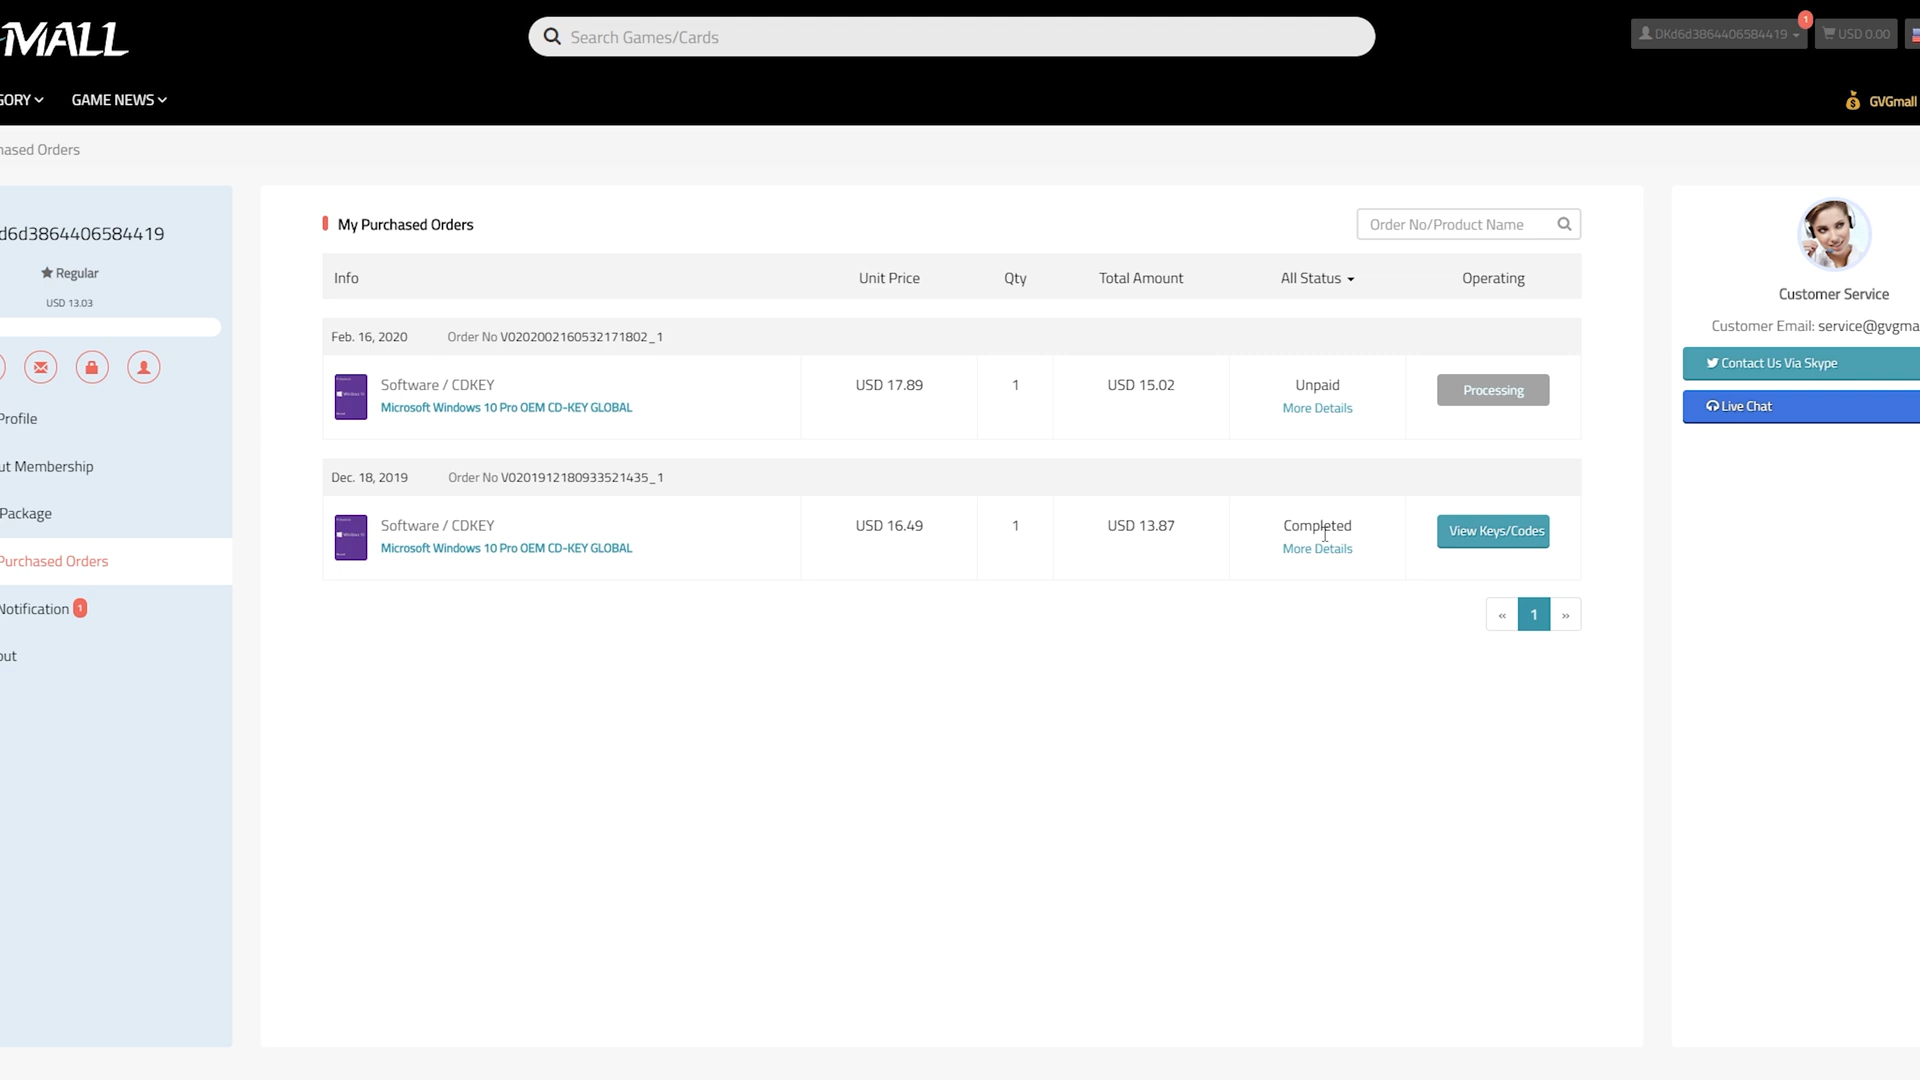 MALL
Search Games/Cards
1
DKd6d3864406584419
USD 0.00
GORY
GAME NEWS
GVGmall
hased Orders
d6d3864406584419
Regular
USD 13.03
Profile
ut Membership
Package
Purchased Orders
Notification 1
out
My Purchased Orders
Order No/Product Name
Info Unit Price Qty Total Amount All Status Operating
Feb. 16, 2020 Order No V0202002160532171802_1
Software / CDKEY USD 17.89 1 USD 15.02 Unpaid Processing
Microsoft Windows 10 Pro OEM CD-KEY GLOBAL More Details
Dec. 18, 2019 Order No V0201912180933521435_1
Software / CDKEY USD 16.49 1 USD 13.87 Completed View Keys/Codes
Microsoft Windows 10 Pro OEM CD-KEY GLOBAL More Details
« 1 »
Customer Service
Customer Email: service@gvgma
Contact Us Via Skype
Live Chat